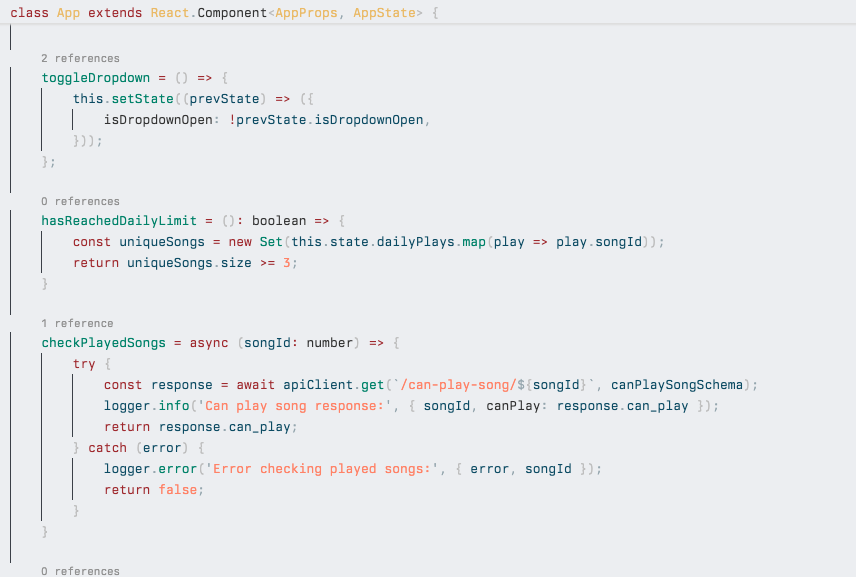 class App extends React.Component<AppProps, AppState> {
2 references
toggleDropdown = () => {
this.setState((prevState) => ({
isDropdownOpen: !prevState.isDropdownOpen,
}));
};
0 references
hasReachedDailyLimit = (): boolean => {
const uniqueSongs = new Set(this.state.dailyPlays.map(play => play.songId));
return uniqueSongs.size >= 3;
}
1 reference
checkPlayedSongs = async (songId: number) => {
try {
const response = await apiClient.get(`/can-play-song/${songId}`, canPlaySongSchema);
logger.info('Can play song response:', { songId, canPlay: response.can_play });
return response.can_play;
} catch (error) {
logger.error('Error checking played songs:', { error, songId });
return false;
}
}
0 references